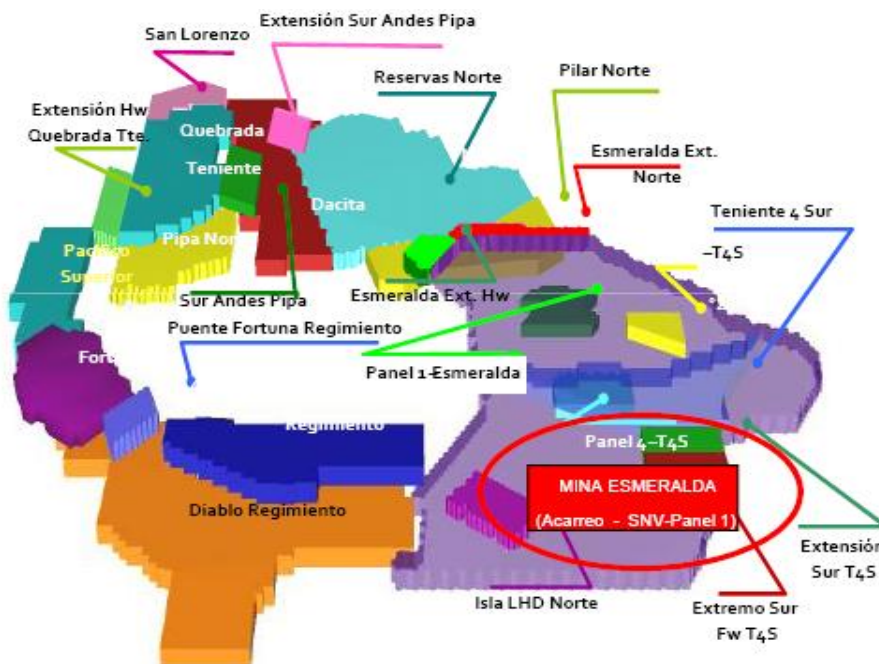 San Lorenzo
Extensión Sur Andes Pipa
Reservas Norte
Pilar Norte
Extensión Hw
Quebrada Tte.
Quebrada
Teniente
Esmeralda Ext.
Norte
Teniente 4 Sur
Dacita
Pipa Nor
Pacifico
Superior
–T4S
Sur Andes Pipa
Esmeralda Ext. Hw
Puente Fortuna Regimiento
Fort
Panel 1-Esmeralda
Regimiento
Panel 4–T4S
MINA ESMERALDA
(Acarreo - SNV-Panel 1)
Diablo Regimiento
Extensión
Sur T4S
Isla LHD Norte
Extremo Sur
Fw T4S